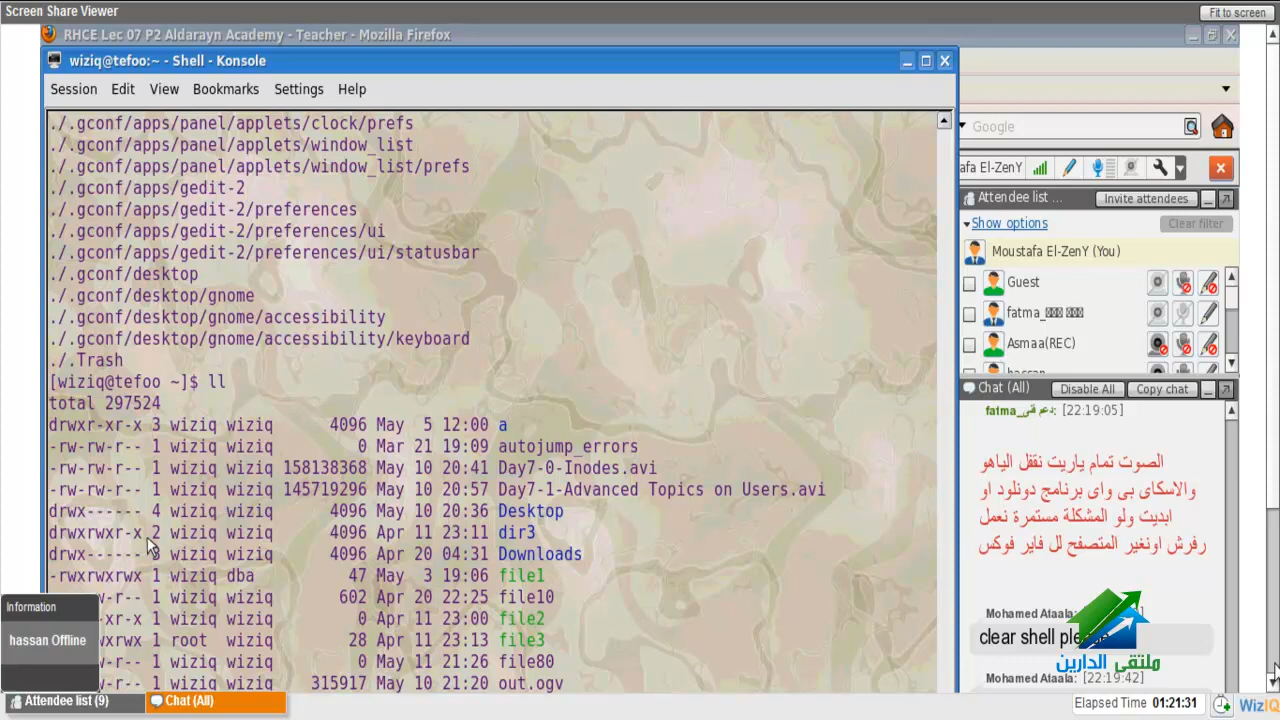 Screen Share Viewer
Fit to screen
RHCE Lec 07 P2 Aldarayn Academy - Teacher - Mozilla Firefox
wiziq@tefoo:~ - Shell - Konsole
Session Edit View Bookmarks Settings Help
./.gconf/apps/panel/applets/clock/prefs
./.gconf/apps/panel/applets/window_list
./.gconf/apps/panel/applets/window_list/prefs
./.gconf/apps/gedit-2
./.gconf/apps/gedit-2/preferences
./.gconf/apps/gedit-2/preferences/ui
./.gconf/apps/gedit-2/preferences/ui/statusbar
./.gconf/desktop
./.gconf/desktop/gnome
./.gconf/desktop/gnome/accessibility
./.gconf/desktop/gnome/accessibility/keyboard
./.Trash
[wiziq@tefoo ~]$ ll
total 297524
drwxr-xr-x 3 wiziq wiziq 4096 May 5 12:00 a
-rw-rw-r-- 1 wiziq wiziq 0 Mar 21 19:09 autojump_errors
-rw-rw-r-- 1 wiziq wiziq 158138368 May 10 20:41 Day7-0-Inodes.avi
-rw-rw-r-- 1 wiziq wiziq 145719296 May 10 20:57 Day7-1-Advanced Topics on Users.avi
drwx------ 4 wiziq wiziq 4096 May 10 20:36 Desktop
drwxrwxr-x 2 wiziq wiziq 4096 Apr 11 23:11 dir3
drwx------ 3 wiziq wiziq 4096 Apr 20 04:31 Downloads
-rwxrwxrwx 1 wiziq dba 47 May 3 19:06 file1
w-r-- 1 wiziq wiziq 602 Apr 20 22:25 file10
xr-x 1 wiziq wiziq 0 Apr 11 23:00 file2
wxrwx 1 root wiziq 28 Apr 11 23:13 file3
w-r-- 1 wiziq wiziq 0 May 11 21:26 file80
w-r-- 1 wiziq wiziq 315917 May 10 21:20 out.ogv
Information
hassan Offline
Attendee list (9)
Chat (All)
Google
afa El-ZenY
Attendee list ...
Invite attendees
Show options
Clear filter
Moustafa El-ZenY (You)
Guest
fatma_
Asmaa(REC)
Chat (All)
Disable All
Copy chat
fatma_دعم فنى: [22:19:05]
الصوت تمام ياريت نقفل الياهو
والاسكاى بى واى برنامج دونلود او
ابديت ولو المشكلة مستمرة نعمل
رفرش اونغير المتصفح لل فاير فوكس
Mohamed Ataala:
clear shell please
ملتقى الدارين
Mohamed Ataala: [22:19:42]
Elapsed Time 01:21:31
WizIQ